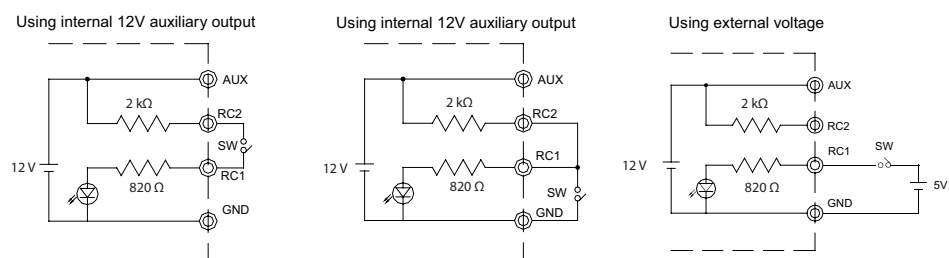 Using internal 12V auxiliary output
AUX
2 kΩ
RC2
SW
12 V
RC1
820 Ω
GND
Using internal 12V auxiliary output
AUX
2 kΩ
RC2
RC1
12 V
820 Ω
SW
GND
Using external voltage
AUX
2 kΩ
RC2
SW
RC1
12 V
820 Ω
5V
GND